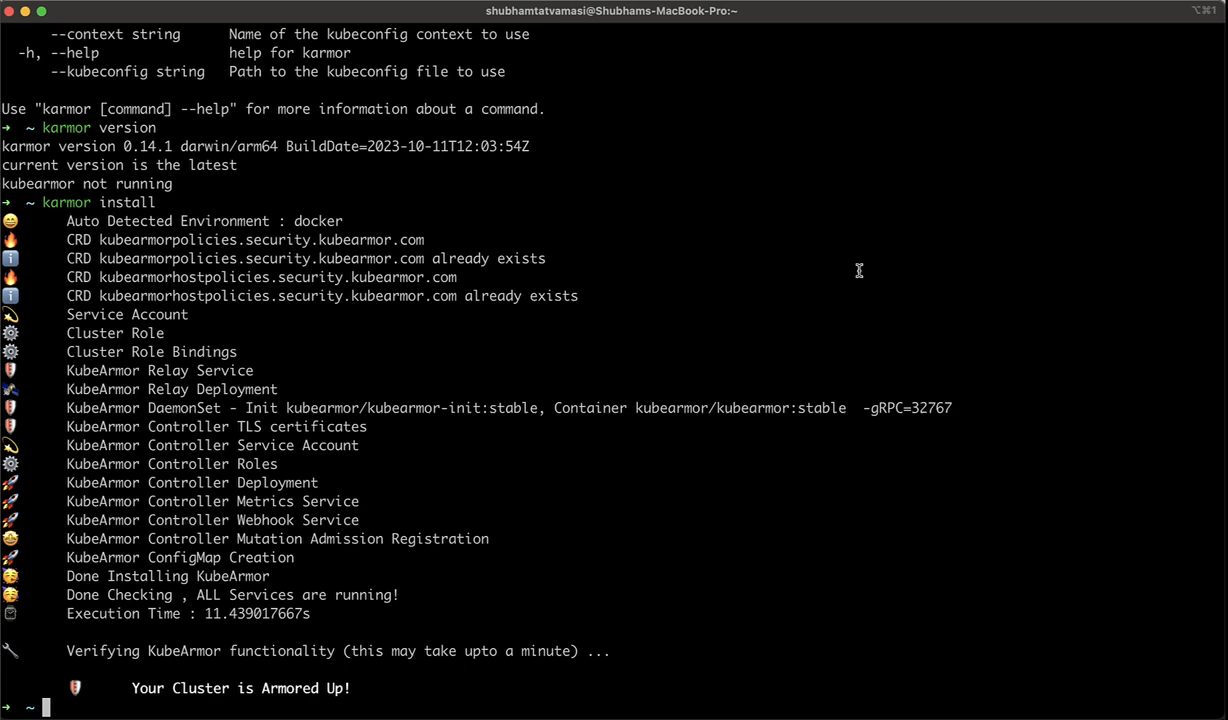 shubhamtatvamasi@Shubhams-MacBook-Pro:~
⌥⌘1
--context string Name of the kubeconfig context to use
-h, --help help for karmor
--kubeconfig string Path to the kubeconfig file to use
Use "karmor [command] --help" for more information about a command.
→ ~ karmor version
karmor version 0.14.1 darwin/arm64 BuildDate=2023-10-11T12:03:54Z
current version is the latest
kubearmor not running
→ ~ karmor install
😄 Auto Detected Environment : docker
🔥 CRD kubearmorpolicies.security.kubearmor.com
ℹ️ CRD kubearmorpolicies.security.kubearmor.com already exists
🔥 CRD kubearmorhostpolicies.security.kubearmor.com
ℹ️ CRD kubearmorhostpolicies.security.kubearmor.com already exists
💫 Service Account
⚙️ Cluster Role
⚙️ Cluster Role Bindings
🛡 KubeArmor Relay Service
🛰 KubeArmor Relay Deployment
🛡 KubeArmor DaemonSet - Init kubearmor/kubearmor-init:stable, Container kubearmor/kubearmor:stable -gRPC=32767
🛡 KubeArmor Controller TLS certificates
💫 KubeArmor Controller Service Account
⚙️ KubeArmor Controller Roles
🚀 KubeArmor Controller Deployment
🚀 KubeArmor Controller Metrics Service
🚀 KubeArmor Controller Webhook Service
🤩 KubeArmor Controller Mutation Admission Registration
🚀 KubeArmor ConfigMap Creation
🥳 Done Installing KubeArmor
🥳 Done Checking , ALL Services are running!
⌚️ Execution Time : 11.439017667s
🔧 Verifying KubeArmor functionality (this may take upto a minute) ...
🛡 Your Cluster is Armored Up!
→ ~